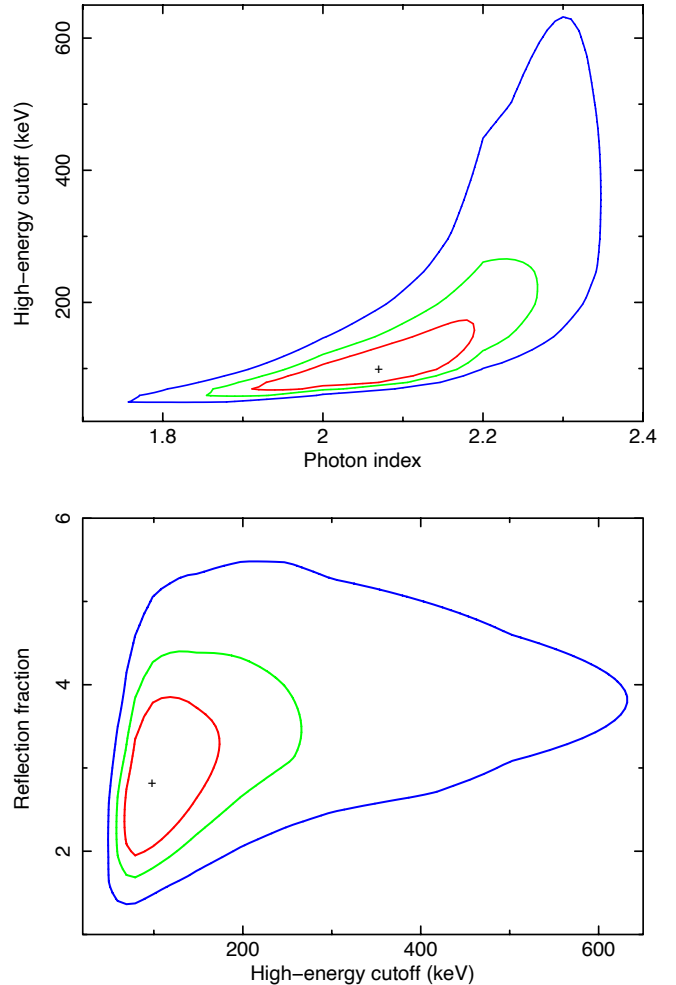 600
400
200
High-energy cutoff (keV)
1.8 2 2.2 2.4
Photon index
6
4
2
Reflection fraction
200 400 600
High-energy cutoff (keV)